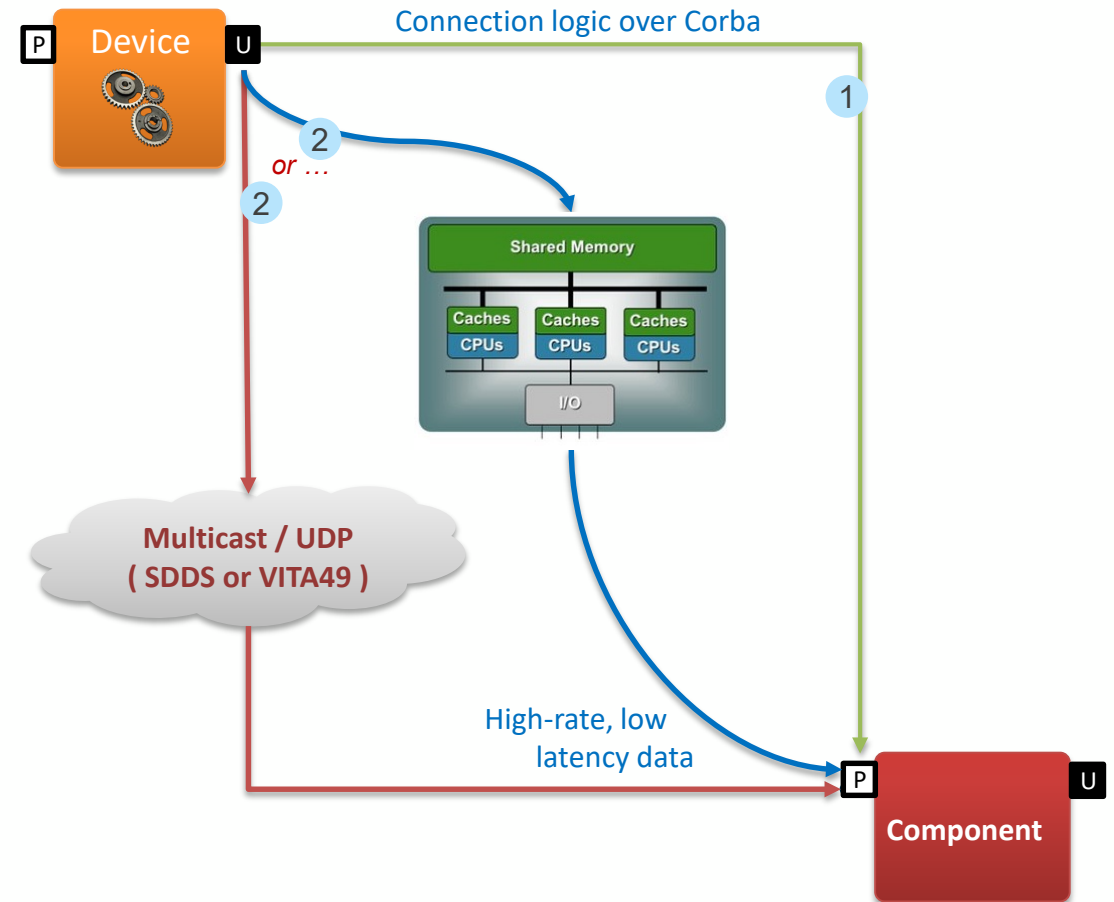 Connection logic over Corba
P
Device
U
1
2
or …
2
Shared Memory
Caches
Caches
Caches
CPUs
CPUs
CPUs
I/O
Multicast / UDP
( SDDS or VITA49 )
High-rate, low
latency data
P
U
Component